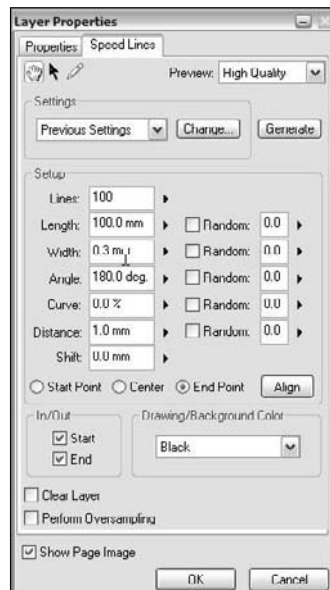 Layer Properties
Properties Speed Lines
Preview: High Quality
Settings
Previous Settings Change... Generate
Setup
Lines: 100
Length: 100.0 mm Random: 0.0
Width: 0.3 mm Random: 0.0
Angle: 180.0 deg. Random: 0.0
Curve: 0.0 % Random: 0.0
Distance: 1.0 mm Random: 0.0
Shift: 0.0 mm
Start Point Center End Point Align
In/Out Drawing/Background Color
Start
Black
End
Clear Layer
Perform Oversampling
Show Page Image
OK Cancel